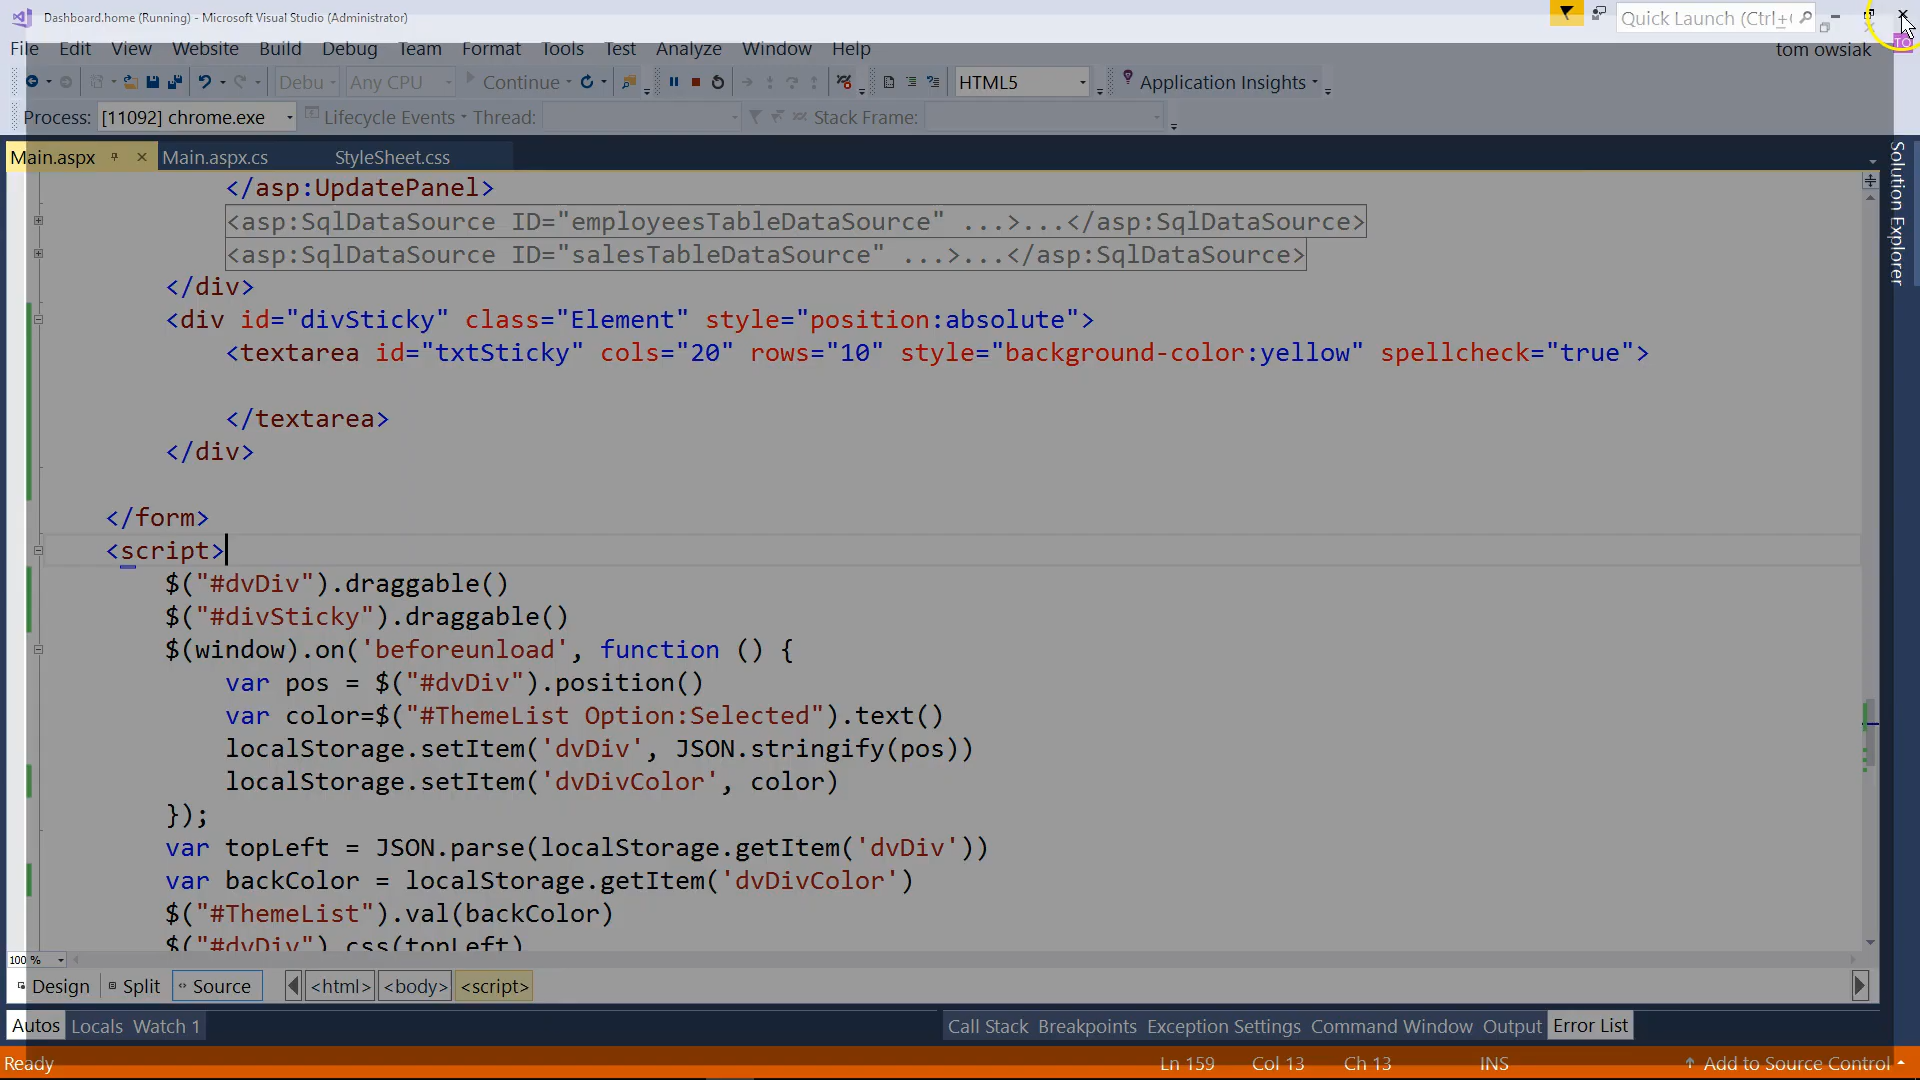 Dashboard.home (Running) - Microsoft Visual Studio (Administrator)
Quick Launch (Ctrl+
File Edit View Website Build Debug Team Format Tools Test Analyze Window Help
tom owsiak
TO
Debug Any CPU Continue HTML5 Application Insights
Process: [11092] chrome.exe Lifecycle Events Thread: Stack Frame:
Main.aspx Main.aspx.cs StyleSheet.css
Solution Explorer
</asp:UpdatePanel>
<asp:SqlDataSource ID="employeesTableDataSource" ...>...</asp:SqlDataSource>
<asp:SqlDataSource ID="salesTableDataSource" ...>...</asp:SqlDataSource>
</div>
<div id="divSticky" class="Element" style="position:absolute">
<textarea id="txtSticky" cols="20" rows="10" style="background-color:yellow" spellcheck="true">
</textarea>
</div>
</form>
<script>
$("#dvDiv").draggable()
$("#divSticky").draggable()
$(window).on('beforeunload', function () {
var pos = $("#dvDiv").position()
var color=$("#ThemeList Option:Selected").text()
localStorage.setItem('dvDiv', JSON.stringify(pos))
localStorage.setItem('dvDivColor', color)
});
var topLeft = JSON.parse(localStorage.getItem('dvDiv'))
var backColor = localStorage.getItem('dvDivColor')
$("#ThemeList").val(backColor)
$("#dvDiv").css(topLeft)
100 %
Design Split Source <html> <body> <script>
Autos Locals Watch 1 Call Stack Breakpoints Exception Settings Command Window Output Error List
Ready Ln 159 Col 13 Ch 13 INS Add to Source Control